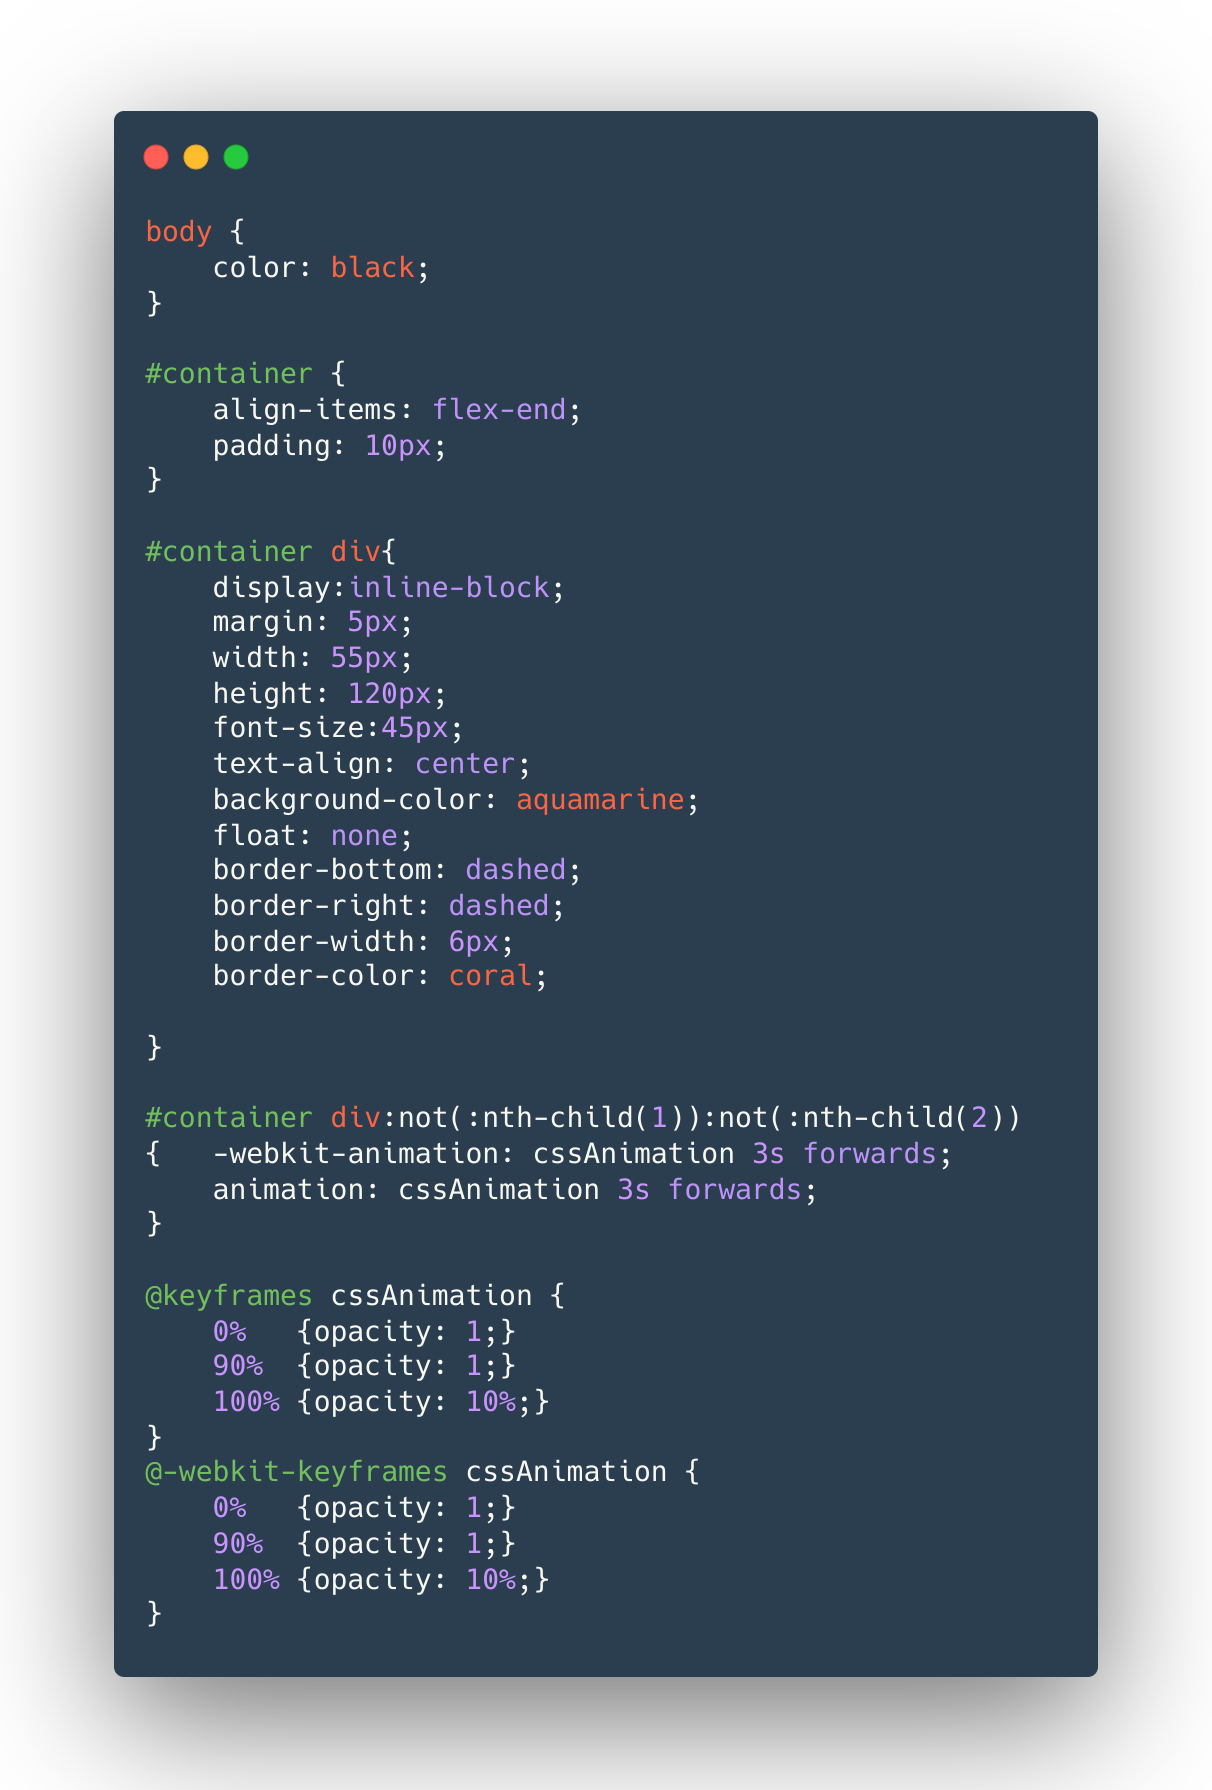 body {
    color: black;
}

#container {
    align-items: flex-end;
    padding: 10px;
}

#container div{
    display:inline-block;
    margin: 5px;
    width: 55px;
    height: 120px;
    font-size:45px;
    text-align: center;
    background-color: aquamarine;
    float: none;
    border-bottom: dashed;
    border-right: dashed;
    border-width: 6px;
    border-color: coral;

}

#container div:not(:nth-child(1)):not(:nth-child(2))
{   -webkit-animation: cssAnimation 3s forwards;
    animation: cssAnimation 3s forwards;
}

@keyframes cssAnimation {
    0%   {opacity: 1;}
    90%  {opacity: 1;}
    100% {opacity: 10%;}
}
@-webkit-keyframes cssAnimation {
    0%   {opacity: 1;}
    90%  {opacity: 1;}
    100% {opacity: 10%;}
}